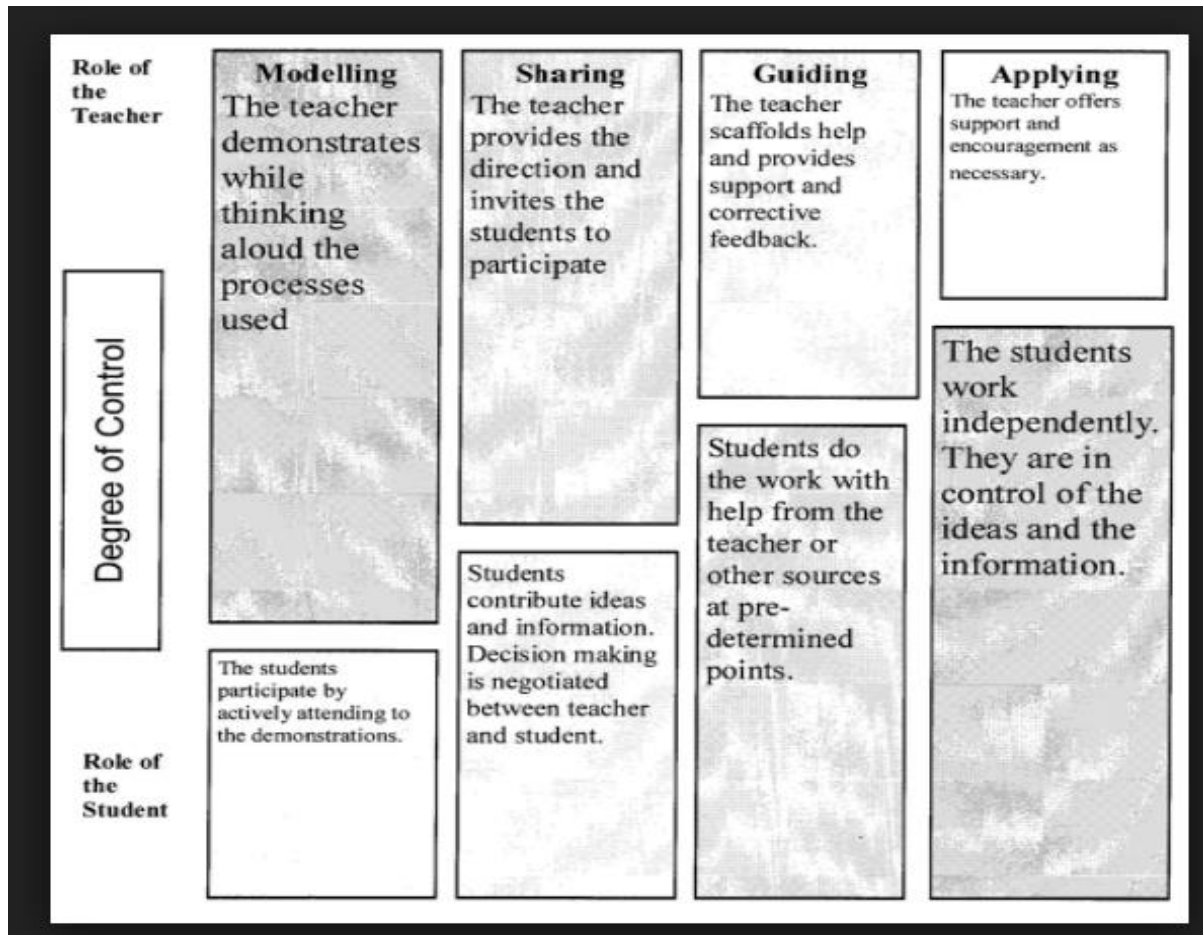 Role of
the
Teacher
Modelling
The teacher
demonstrates
while
thinking
aloud the
processes
used
Sharing
The teacher
provides the
direction and
invites the
students to
participate
Guiding
The teacher
scaffolds help
and provides
support and
corrective
feedback.
Applying
The teacher offers
support and
encouragement as
necessary.
Degree of Control
Role of
the
Student
The students
participate by
actively attending to
the demonstrations.
Students
contribute ideas
and information.
Decision making
is negotiated
between teacher
and student.
Students do
the work with
help from the
teacher or
other sources
at pre-
determined
points.
The students
work
independently.
They are in
control of the
ideas and the
information.